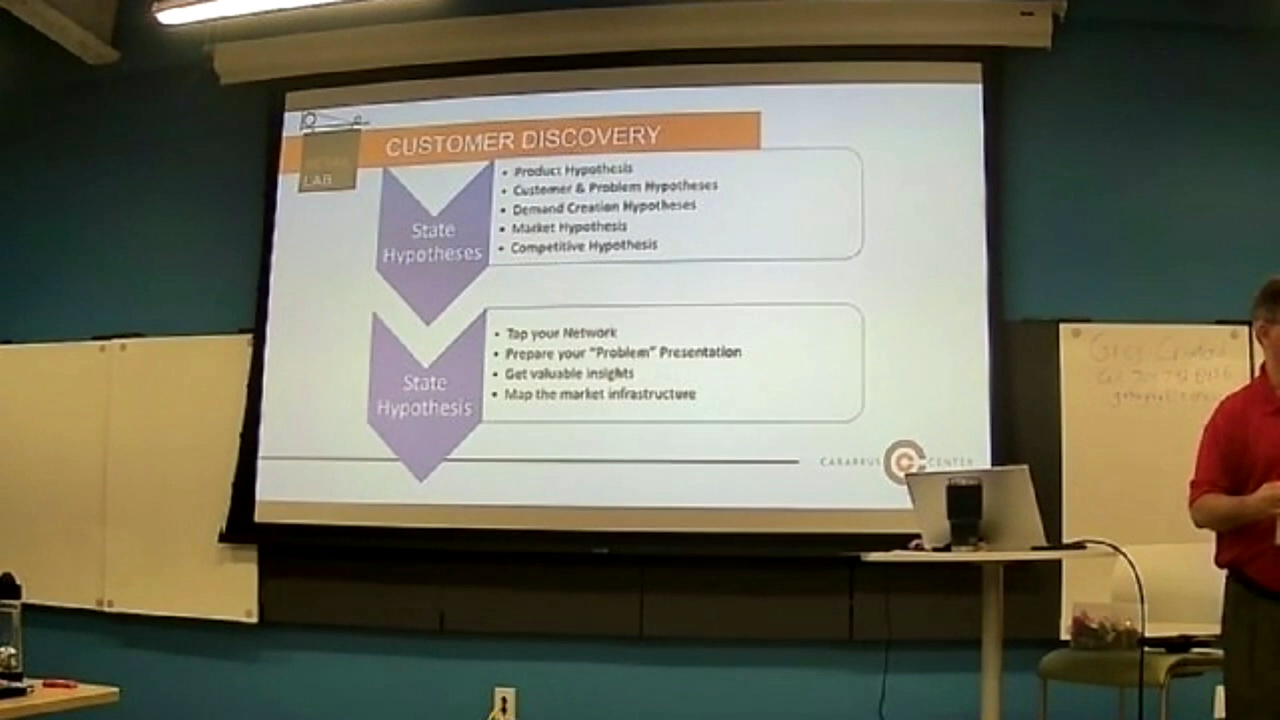 CUSTOMER DISCOVERY
LAB
State
Hypotheses
• Product Hypothesis
• Customer & Problem Hypotheses
• Demand Creation Hypotheses
• Market Hypothesis
• Competitive Hypothesis
State
Hypothesis
• Tap your Network
• Prepare your “Problem” Presentation
• Get valuable insights
• Map the market infrastructure
CABARRUS CENTER
Greg